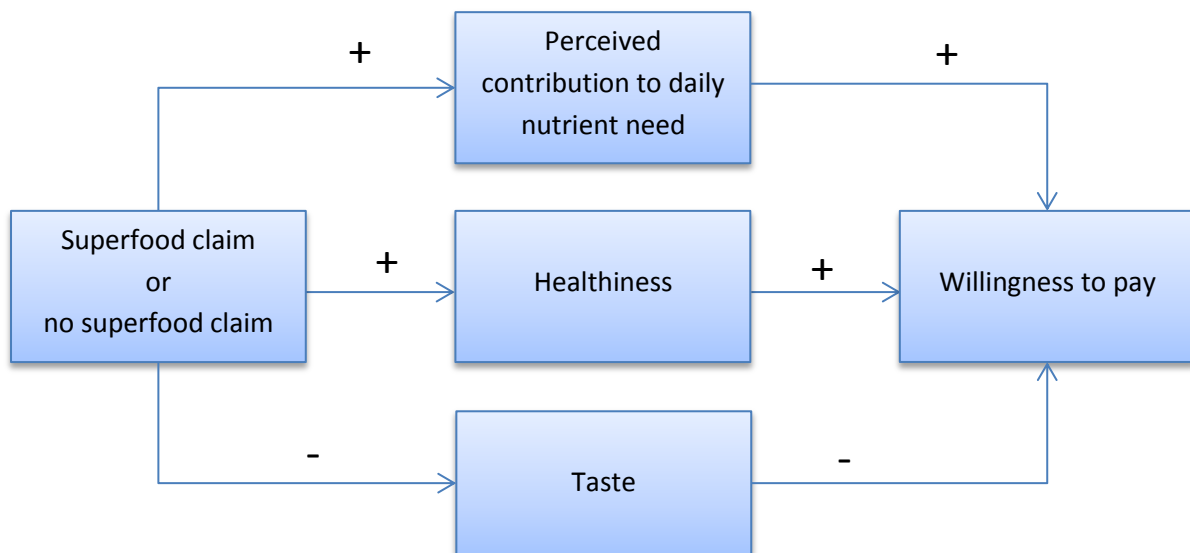 +
Perceived
contribution to daily
nutrient need
+
Superfood claim
or
no superfood claim
+
Healthiness
+
Willingness to pay
-
Taste
-